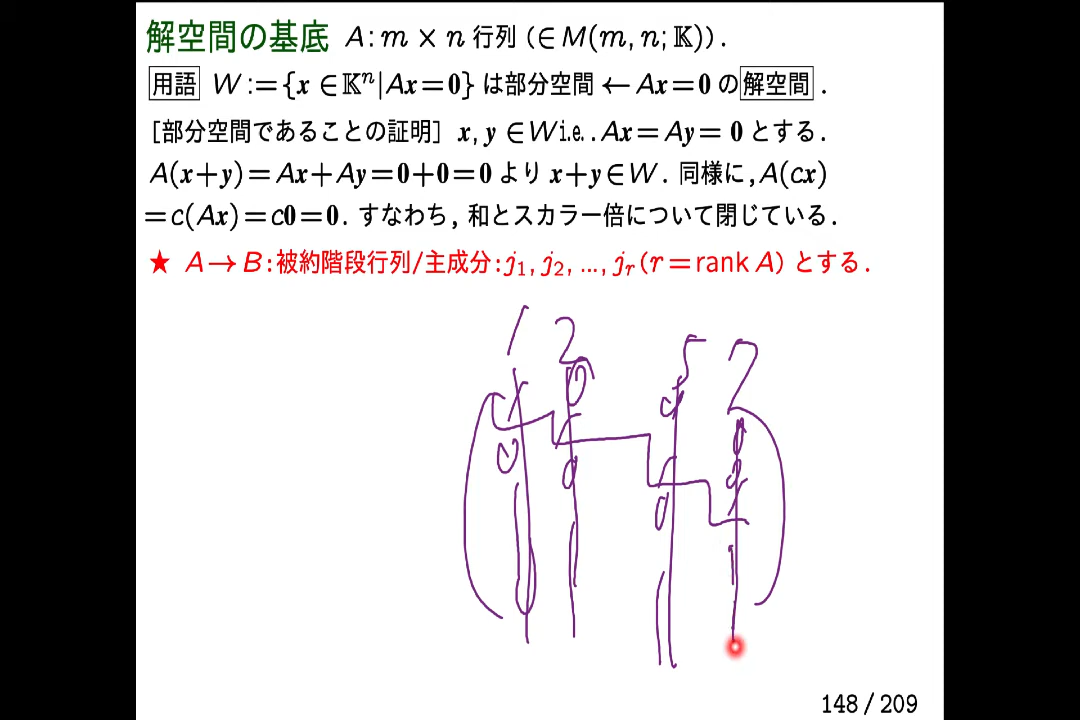 解空間の基底 A:m×n 行列 (∈M(m,n;𝕂)).
用語 W:={x∈𝕂ⁿ|Ax=0} は部分空間 ← Ax=0 の 解空間 .
[部分空間であることの証明] x, y ∈W i.e. Ax=Ay=0 とする.
A(x+y)=Ax+Ay=0+0=0 より x+y∈W. 同様に,A(cx)
=c(Ax)=c0=0. すなわち, 和とスカラー倍について閉じている.
★ A→B:被約階段行列/主成分:j₁, j₂, ..., jᵣ (r=rank A) とする.
1 2 5 7
148 / 209